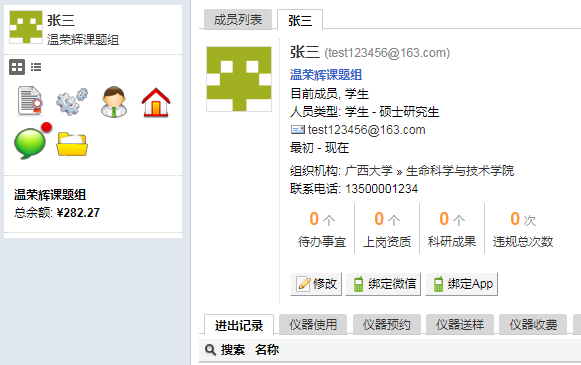 张三
温荣辉课题组
温荣辉课题组
总余额: ¥282.27
成员列表
张三
张三 (test123456@163.com)
温荣辉课题组
目前成员, 学生
人员类型: 学生 - 硕士研究生
test123456@163.com
最初 - 现在
组织机构: 广西大学 » 生命科学与技术学院
联系电话: 13500001234
0 个 0 个 0 个 0 次
待办事宜 上岗资质 科研成果 违规总次数
修改 绑定微信 绑定App
进出记录 仪器使用 仪器预约 仪器送样 仪器收费
搜索 名称